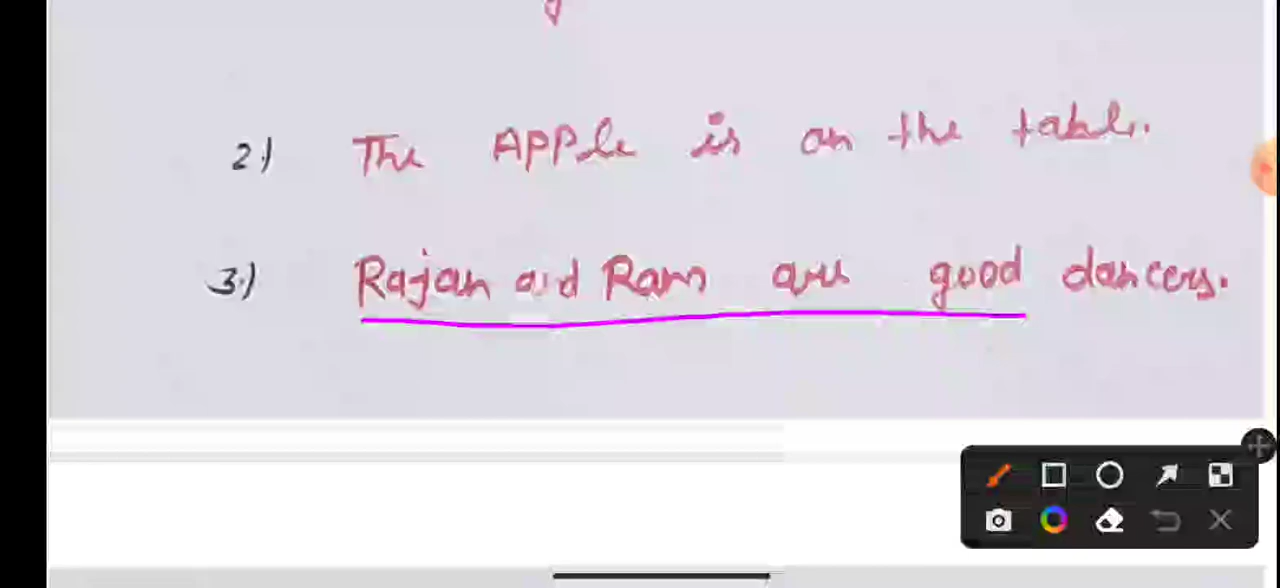 2.) The APPle is on the table.
3.) Rajan and Ram are good dancers.